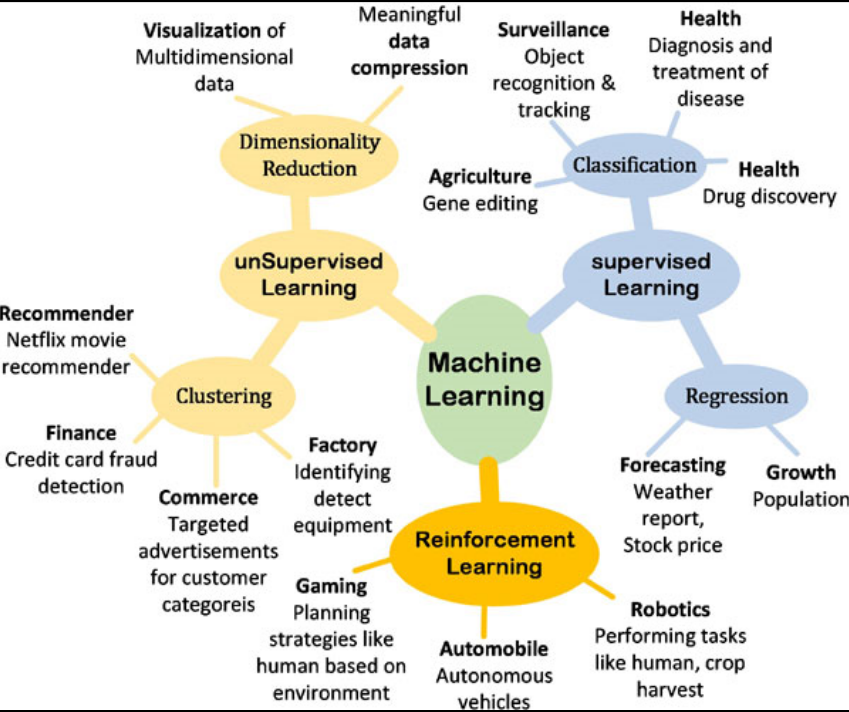 Visualization of
Multidimensional
data
Meaningful
data
compression
Surveillance
Object
recognition &
tracking
Health
Diagnosis and
treatment of
disease
Dimensionality
Reduction
Classification
Agriculture
Gene editing
Health
Drug discovery
unSupervised
Learning
supervised
Learning
Recommender
Netflix movie
recommender
Machine
Learning
Clustering
Regression
Finance
Credit card fraud
detection
Commerce
Targeted
advertisements
for customer
categoreis
Factory
Identifying
detect
equipment
Forecasting
Weather
report,
Stock price
Growth
Population
Reinforcement
Learning
Gaming
Planning
strategies like
human based on
environment
Automobile
Autonomous
vehicles
Robotics
Performing tasks
like human, crop
harvest